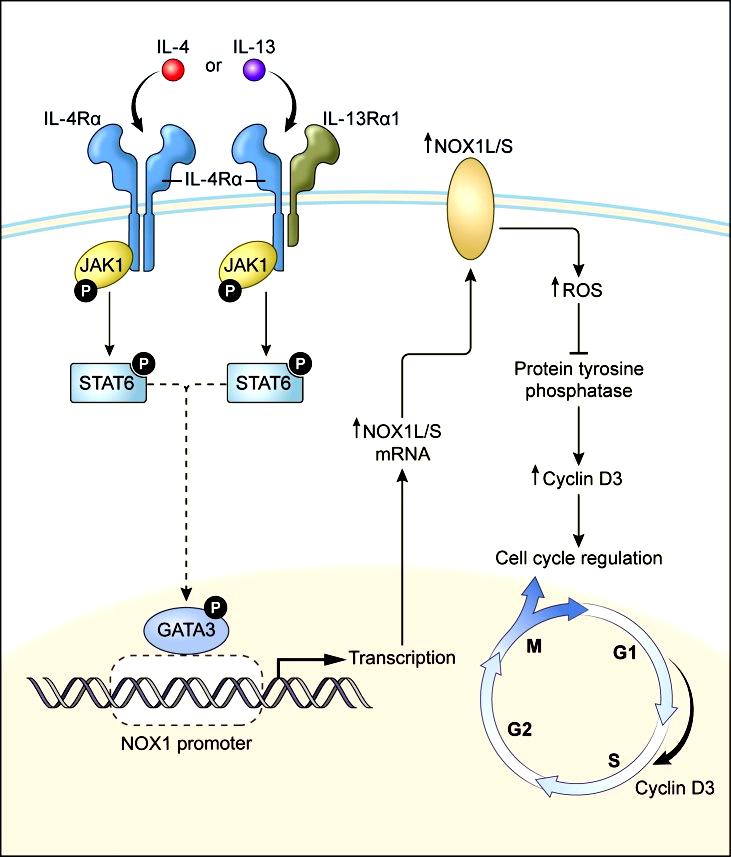 IL-4
or
IL-13
IL-4Rα
IL-13Rα1
IL-4Rα
↑NOX1L/S
JAK1
P
JAK1
P
↑ROS
STAT6
P
STAT6
P
Protein tyrosine
phosphatase
↑NOX1L/S
mRNA
↑Cyclin D3
Cell cycle regulation
GATA3
P
Transcription
NOX1 promoter
M
G1
G2
S
Cyclin D3